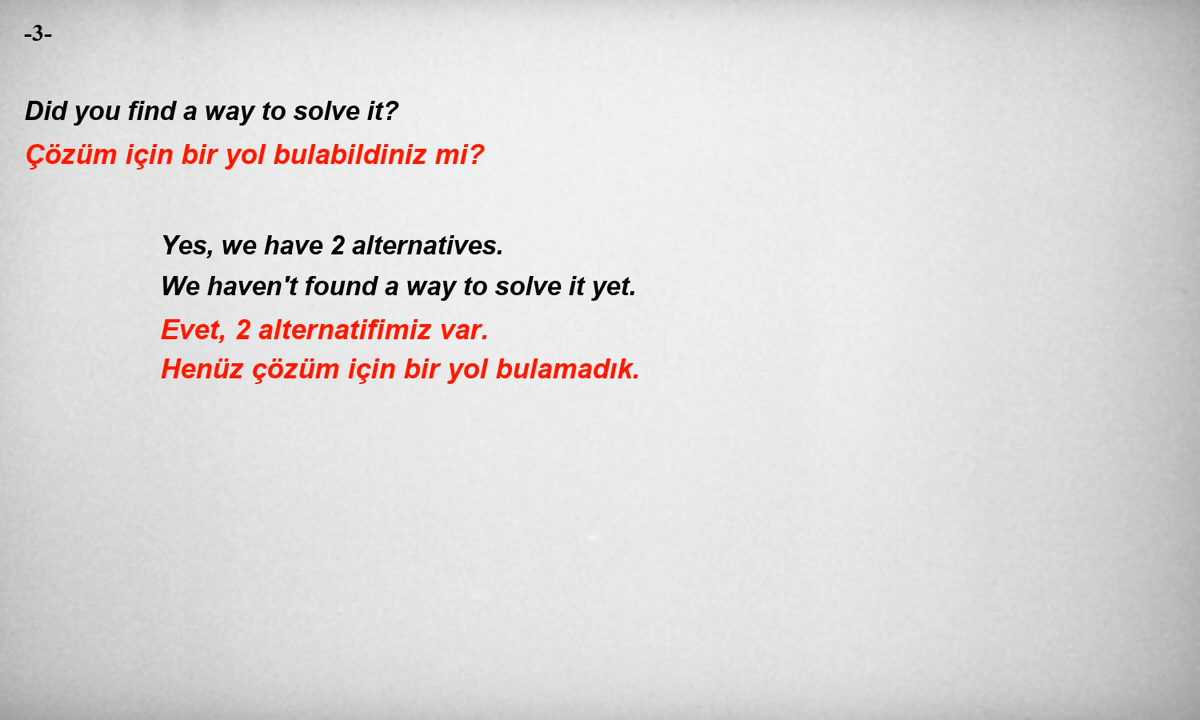 -3-
Did you find a way to solve it?
Çözüm için bir yol bulabildiniz mi?
Yes, we have 2 alternatives.
We haven't found a way to solve it yet.
Evet, 2 alternatifimiz var.
Henüz çözüm için bir yol bulamadık.